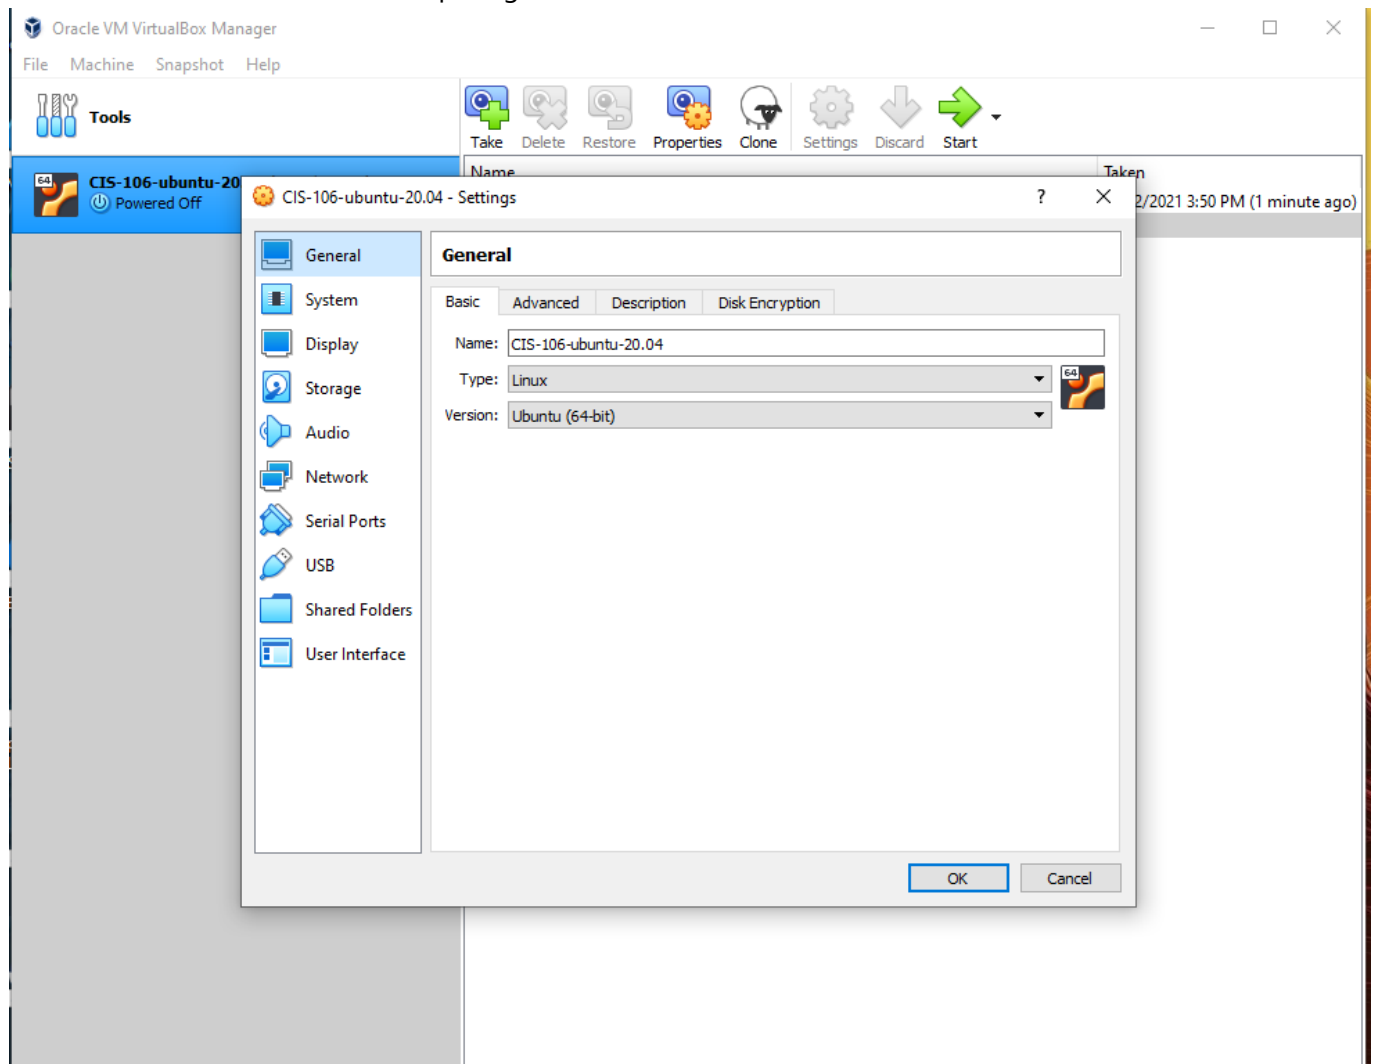 Oracle VM VirtualBox Manager
File Machine Snapshot Help
Tools
Take Delete Restore Properties Clone Settings Discard Start
Name Taken
64 CIS-106-ubuntu-20
Powered Off
2/2021 3:50 PM (1 minute ago)
CIS-106-ubuntu-20.04 - Settings ?
General
System
Display
Storage
Audio
Network
Serial Ports
USB
Shared Folders
User Interface
General
Basic Advanced Description Disk Encryption
Name: CIS-106-ubuntu-20.04
Type: Linux
64
Version: Ubuntu (64-bit)
OK Cancel